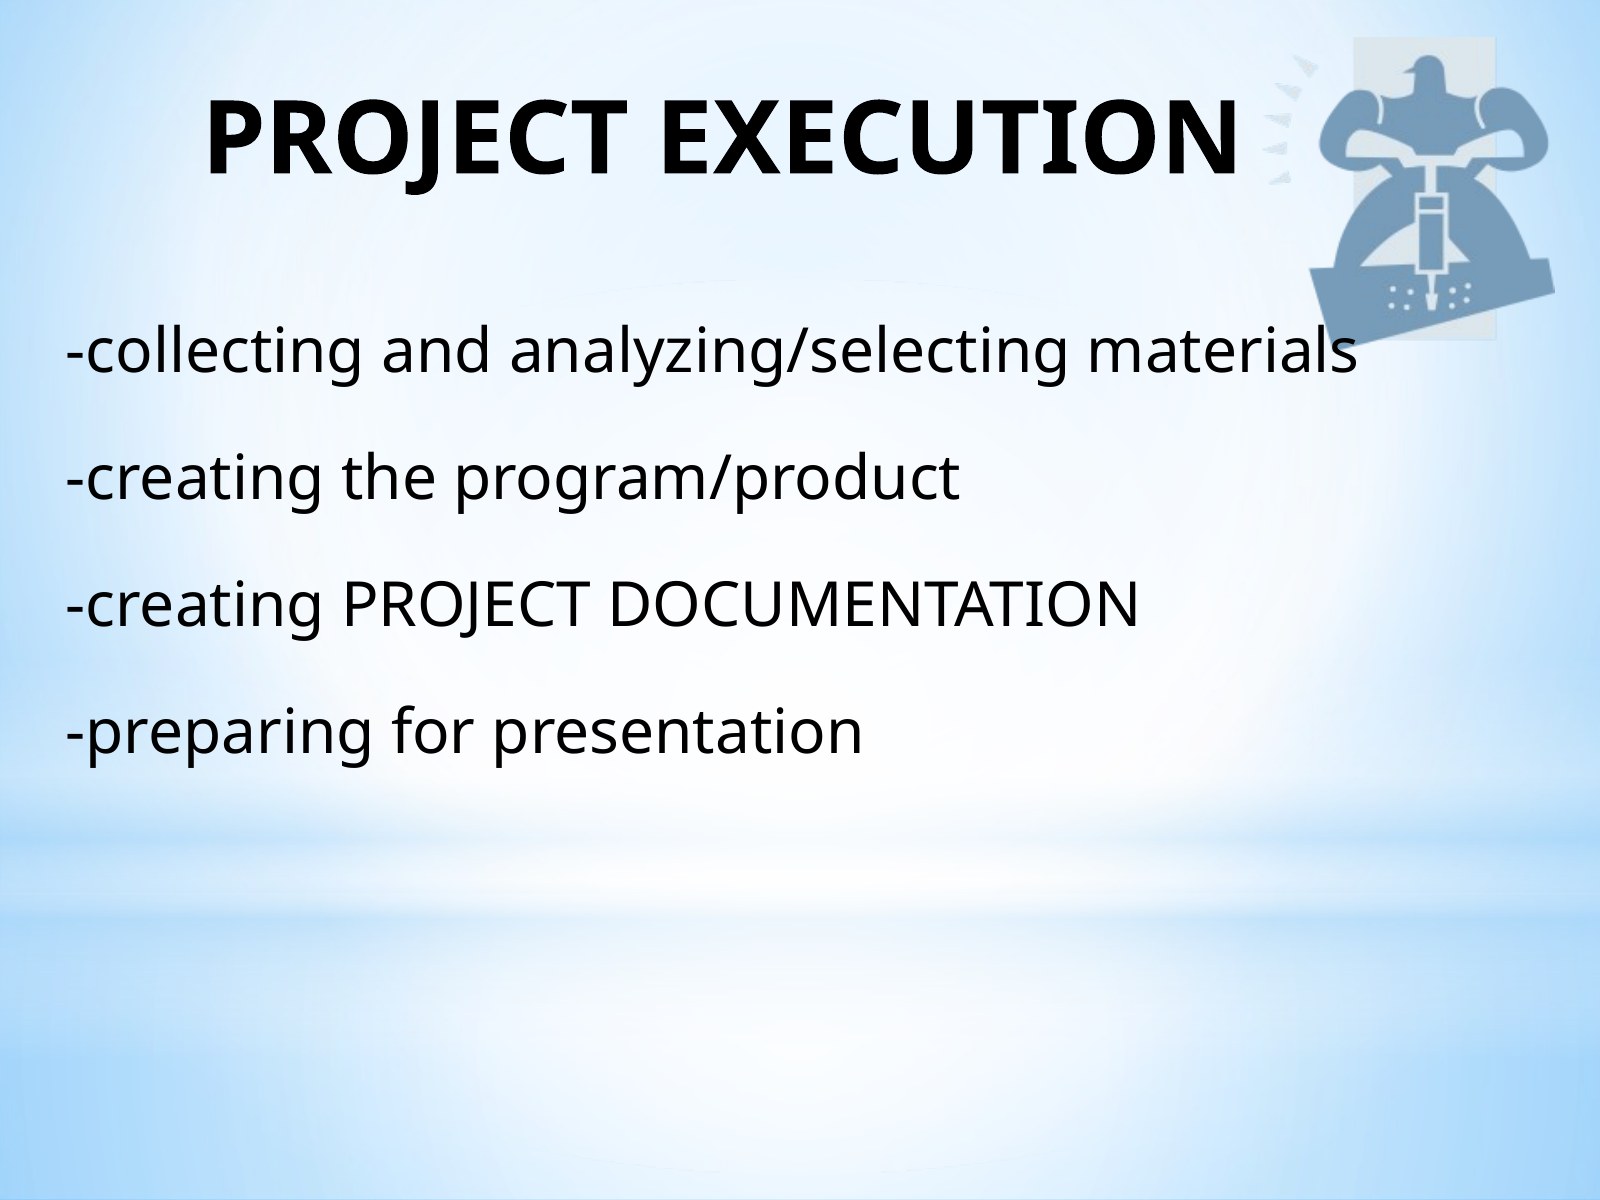 PROJECT EXECUTION
-collecting and analyzing/selecting materials
-creating the program/product
-creating PROJECT DOCUMENTATION
-preparing for presentation